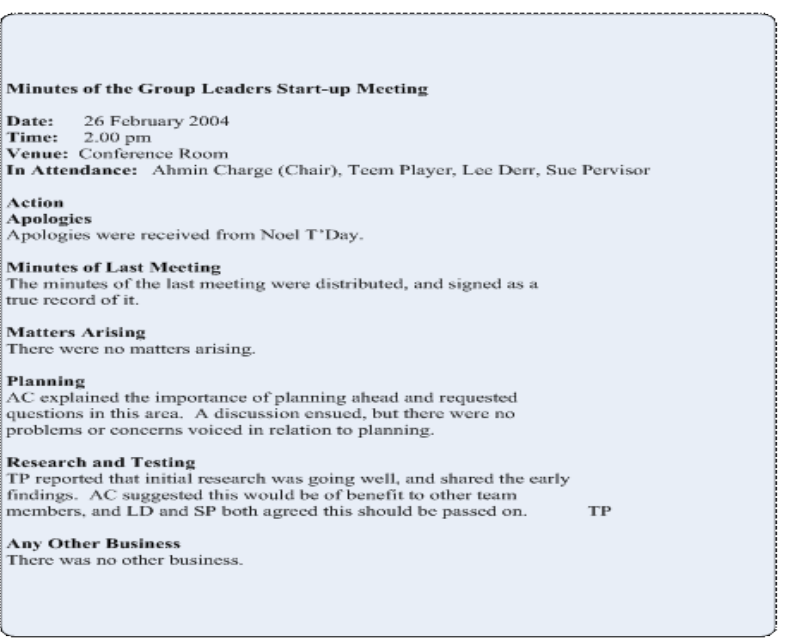 Minutes of the Group Leaders Start-up Meeting
Date: 26 February 2004
Time: 2.00 pm
Venue: Conference Room
In Attendance: Ahmin Charge (Chair), Teem Player, Lee Derr, Sue Pervisor
Action
Apologies
Apologies were received from Noel T'Day.
Minutes of Last Meeting
The minutes of the last meeting were distributed, and signed as a
true record of it.
Matters Arising
There were no matters arising.
Planning
AC explained the importance of planning ahead and requested
questions in this area. A discussion ensued, but there were no
problems or concerns voiced in relation to planning.
Research and Testing
TP reported that initial research was going well, and shared the early
findings. AC suggested this would be of benefit to other team
members, and LD and SP both agreed this should be passed on. TP
Any Other Business
There was no other business.